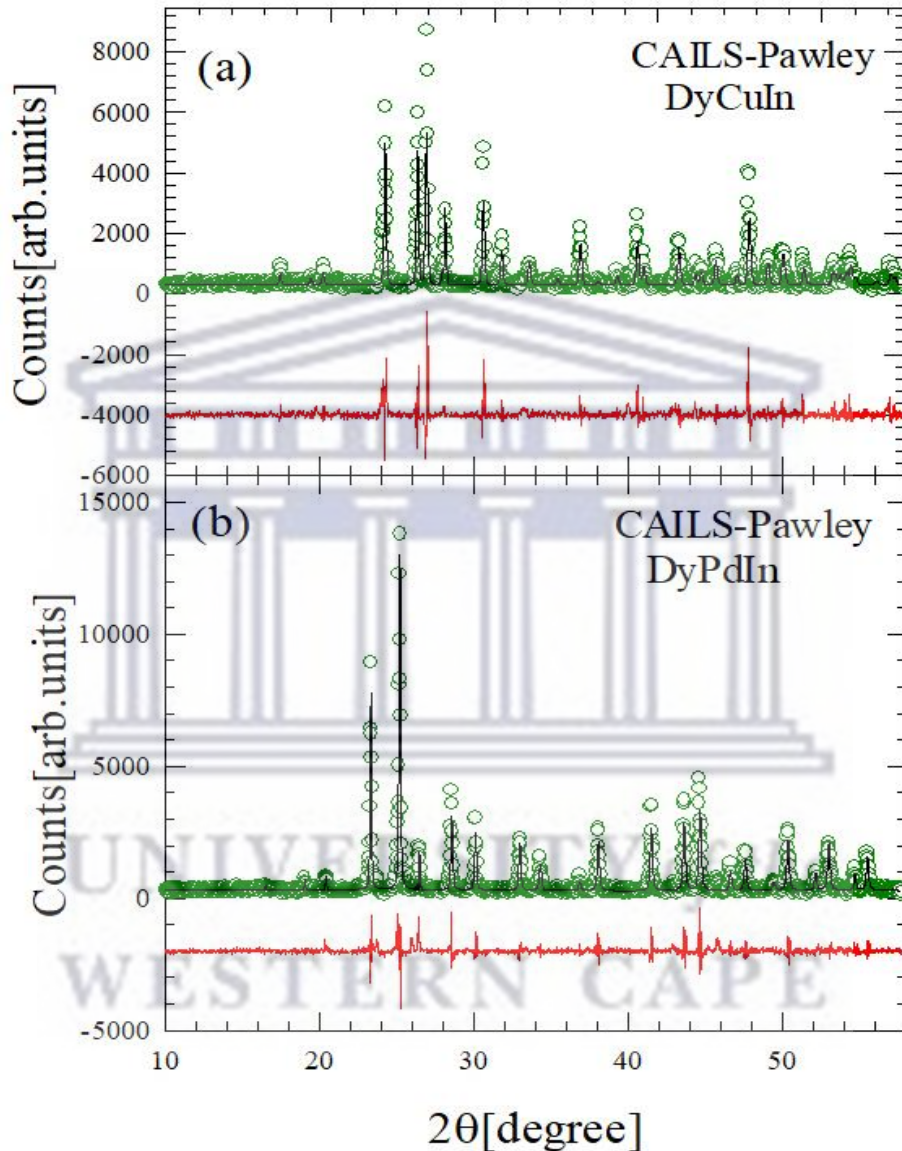 (a)
CAILS-Pawley
DyCuIn
8000
6000
4000
2000
0
-2000
-4000
-6000
Counts[arb.units]
(b)
CAILS-Pawley
DyPdIn
15000
10000
5000
0
-5000
Counts[arb.units]
UNIVERSITY of the
WESTERN CAPE
10
20
30
40
50
2θ[degree]